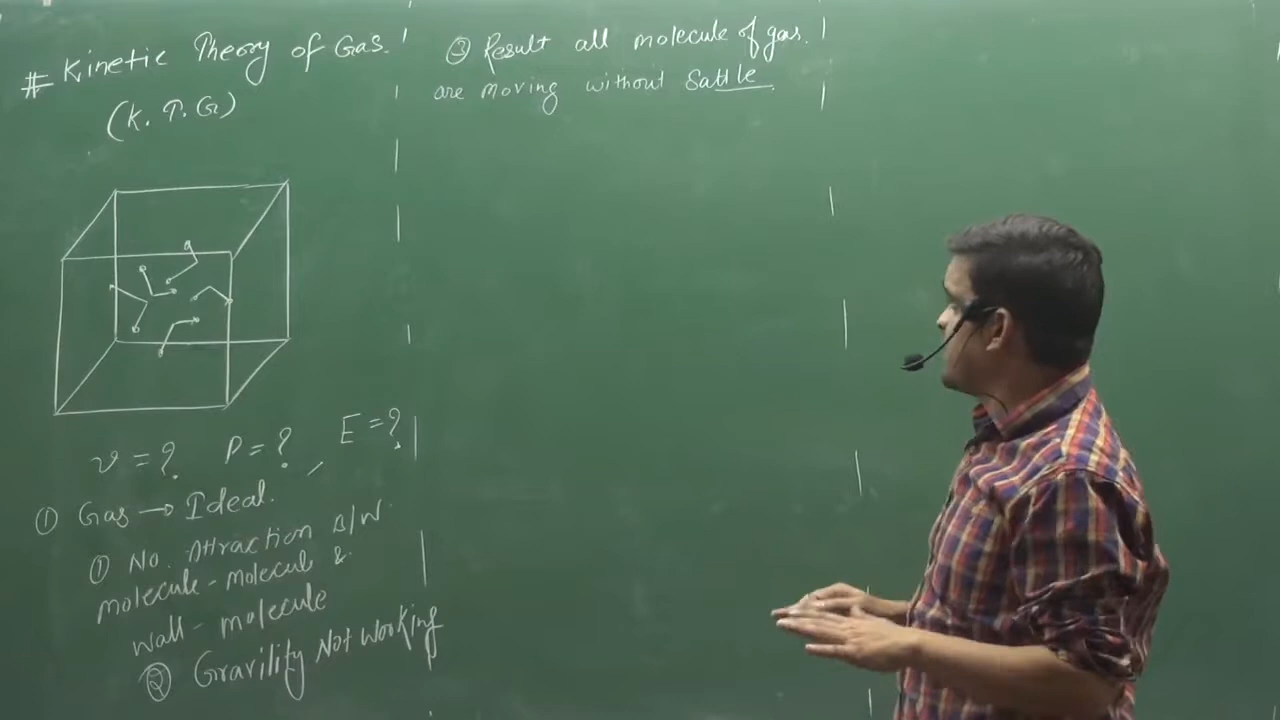 # Kinetic Theory of Gas.
(K. T. G)
v = ? P = ? , E = ?
① Gas → Ideal.
① No. Attraction B/W
molecule - molecul &
wall - molecule
② Gravility Not Working
③ Result all molecule of gas.
are moving without Sattle